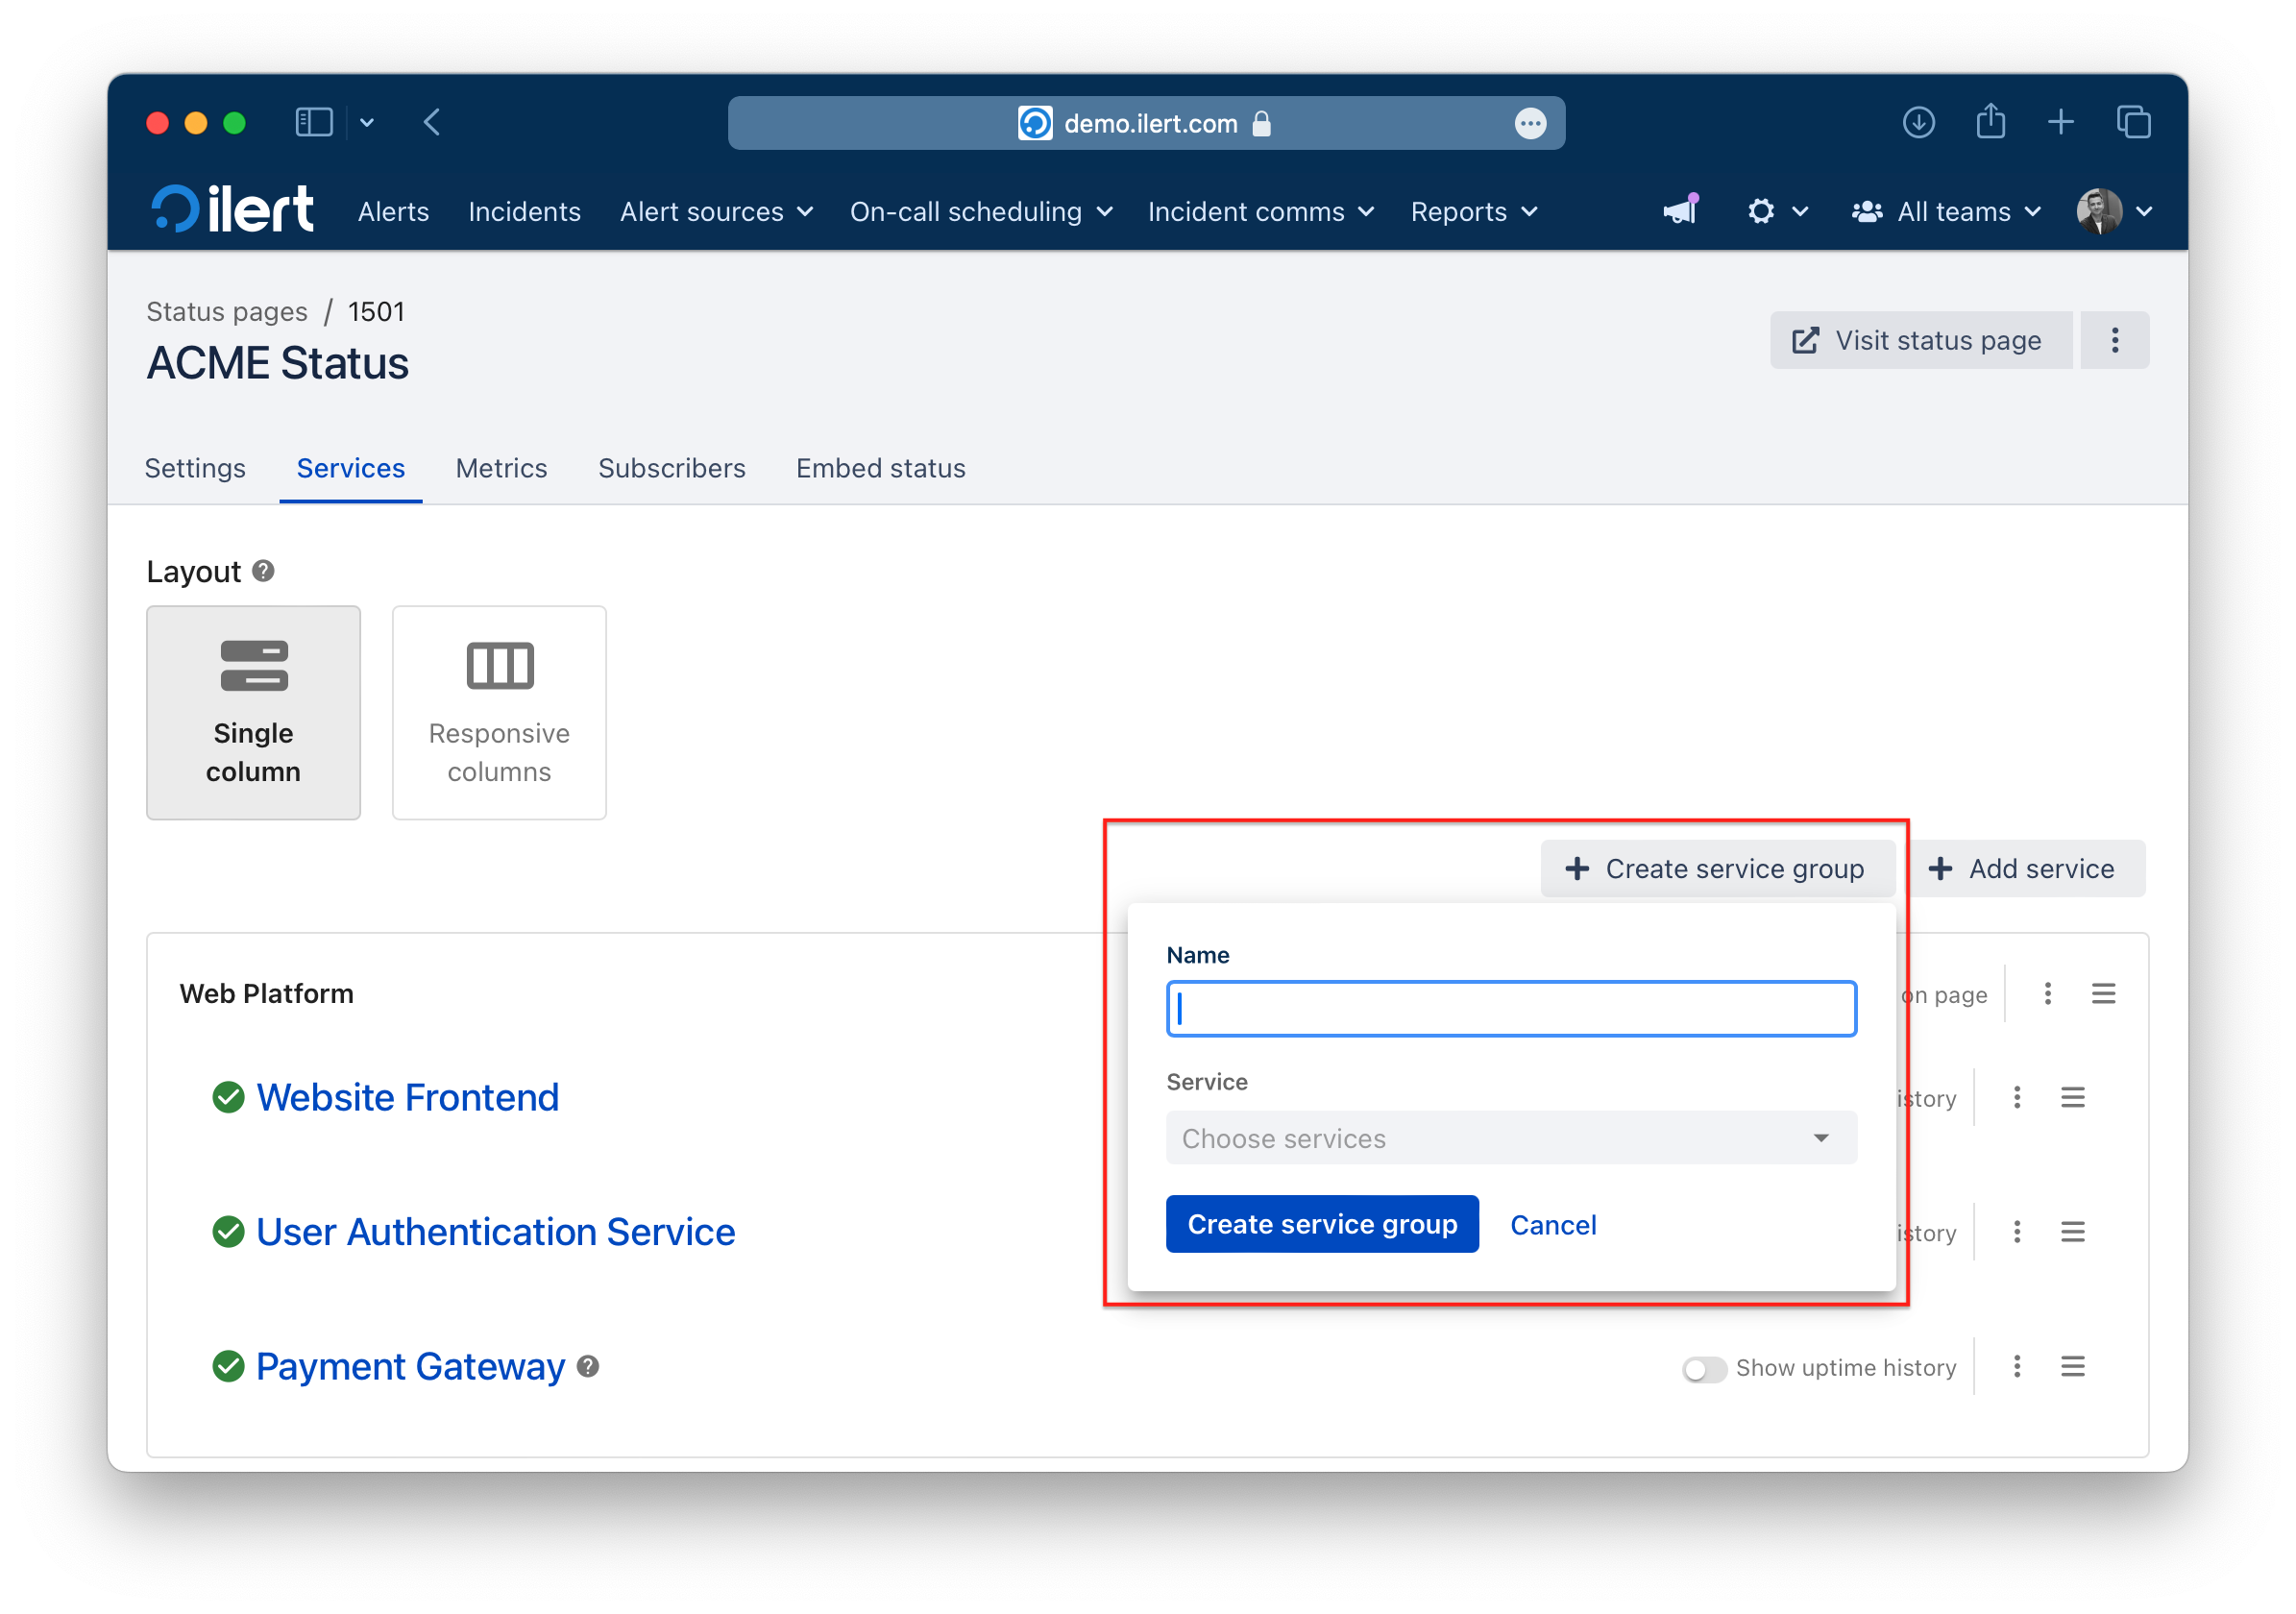 demo.ilert.com
ilert
Alerts
Incidents
Alert sources
On-call scheduling
Incident comms
Reports
All teams
Status pages / 1501
ACME Status
Visit status page
Settings
Services
Metrics
Subscribers
Embed status
Layout
Single
column
Responsive
columns
Create service group
Add service
Name
Web Platform
on page
Website Frontend
Service
istory
Choose services
User Authentication Service
Create service group
Cancel
istory
Payment Gateway
Show uptime history